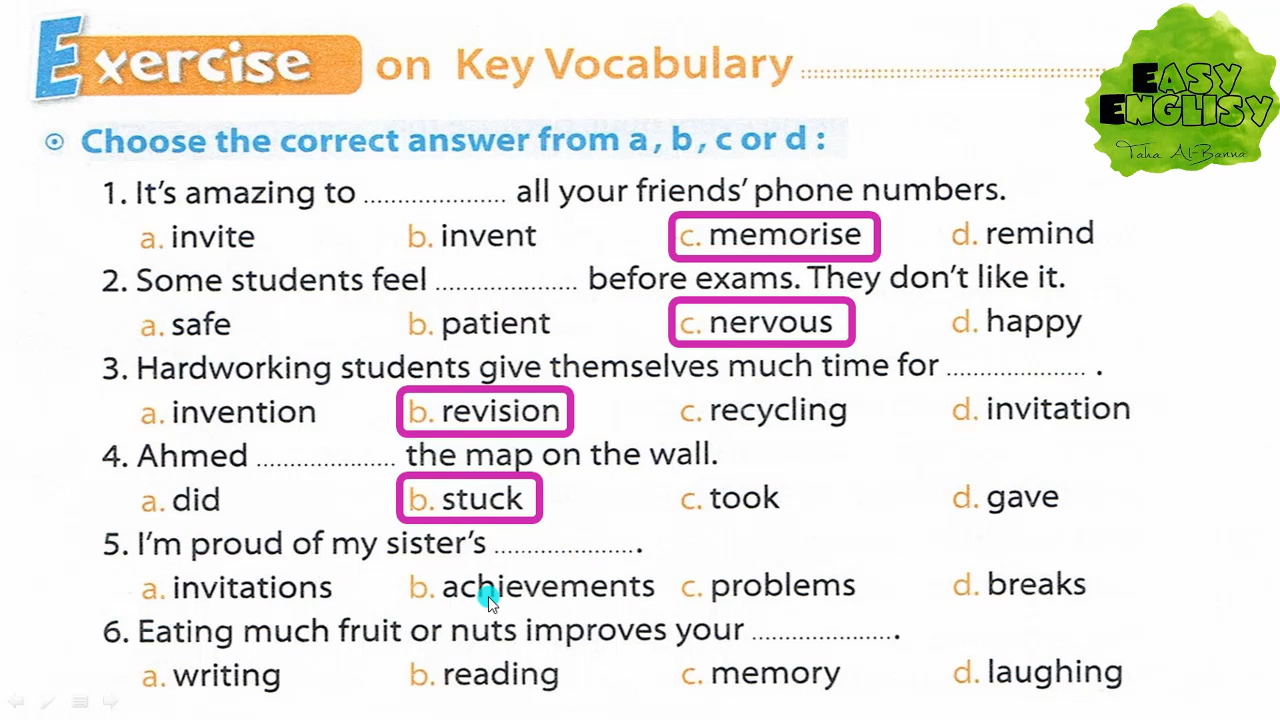 Exercise on Key Vocabulary
EASY
ENGLISY
Taha Al-Banna
Choose the correct answer from a, b, c or d :
1. It's amazing to .................... all your friends' phone numbers.
a. invite b. invent c. memorise d. remind
2. Some students feel .................... before exams. They don't like it.
a. safe b. patient c. nervous d. happy
3. Hardworking students give themselves much time for .................... .
a. invention b. revision c. recycling d. invitation
4. Ahmed .................... the map on the wall.
a. did b. stuck c. took d. gave
5. I'm proud of my sister's .................... .
a. invitations b. achievements c. problems d. breaks
6. Eating much fruit or nuts improves your .................... .
a. writing b. reading c. memory d. laughing